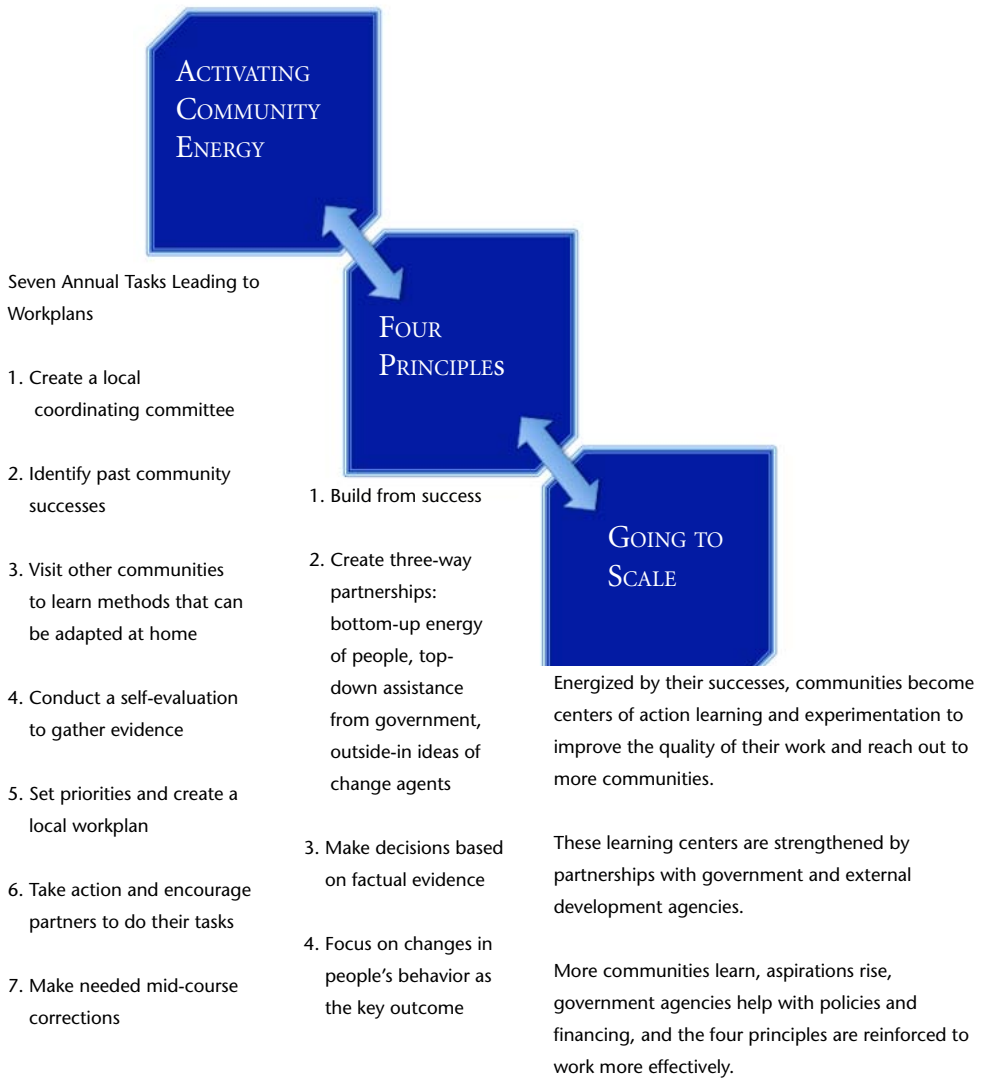 ACTIVATING
COMMUNITY
ENERGY
Seven Annual Tasks Leading to
Workplans
1. Create a local
coordinating committee
2. Identify past community
successes
3. Visit other communities
to learn methods that can
be adapted at home
4. Conduct a self-evaluation
to gather evidence
5. Set priorities and create a
local workplan
6. Take action and encourage
partners to do their tasks
7. Make needed mid-course
corrections
FOUR
PRINCIPLES
1. Build from success
2. Create three-way
partnerships:
bottom-up energy
of people, top-
down assistance
from government,
outside-in ideas of
change agents
3. Make decisions based
on factual evidence
4. Focus on changes in
people's behavior as
the key outcome
GOING TO
SCALE
Energized by their successes, communities become
centers of action learning and experimentation to
improve the quality of their work and reach out to
more communities.
These learning centers are strengthened by
partnerships with government and external
development agencies.
More communities learn, aspirations rise,
government agencies help with policies and
financing, and the four principles are reinforced to
work more effectively.